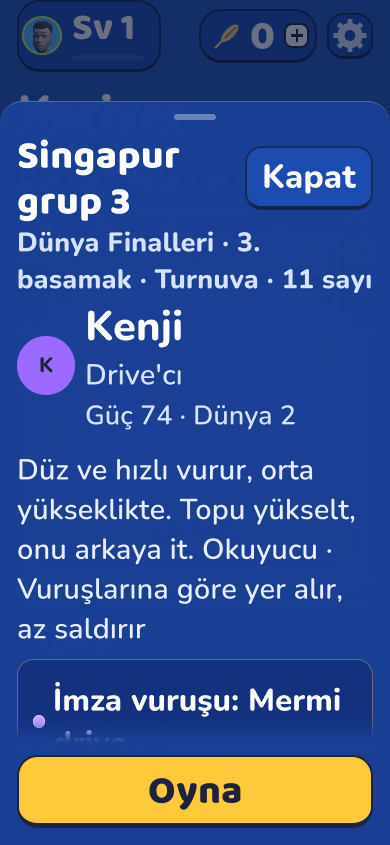 Sv 1
0
Kariyer
Singapur
grup 3
Kapat
Dünya Finalleri · 3.
basamak · Turnuva · 11 sayı
K
Kenji
Drive'cı
Güç 74 · Dünya 2
Düz ve hızlı vurur, orta
yükseklikte. Topu yükselt,
onu arkaya it. Okuyucu ·
Vuruşlarına göre yer alır,
az saldırır
İmza vuruşu: Mermi
drive
Oyna